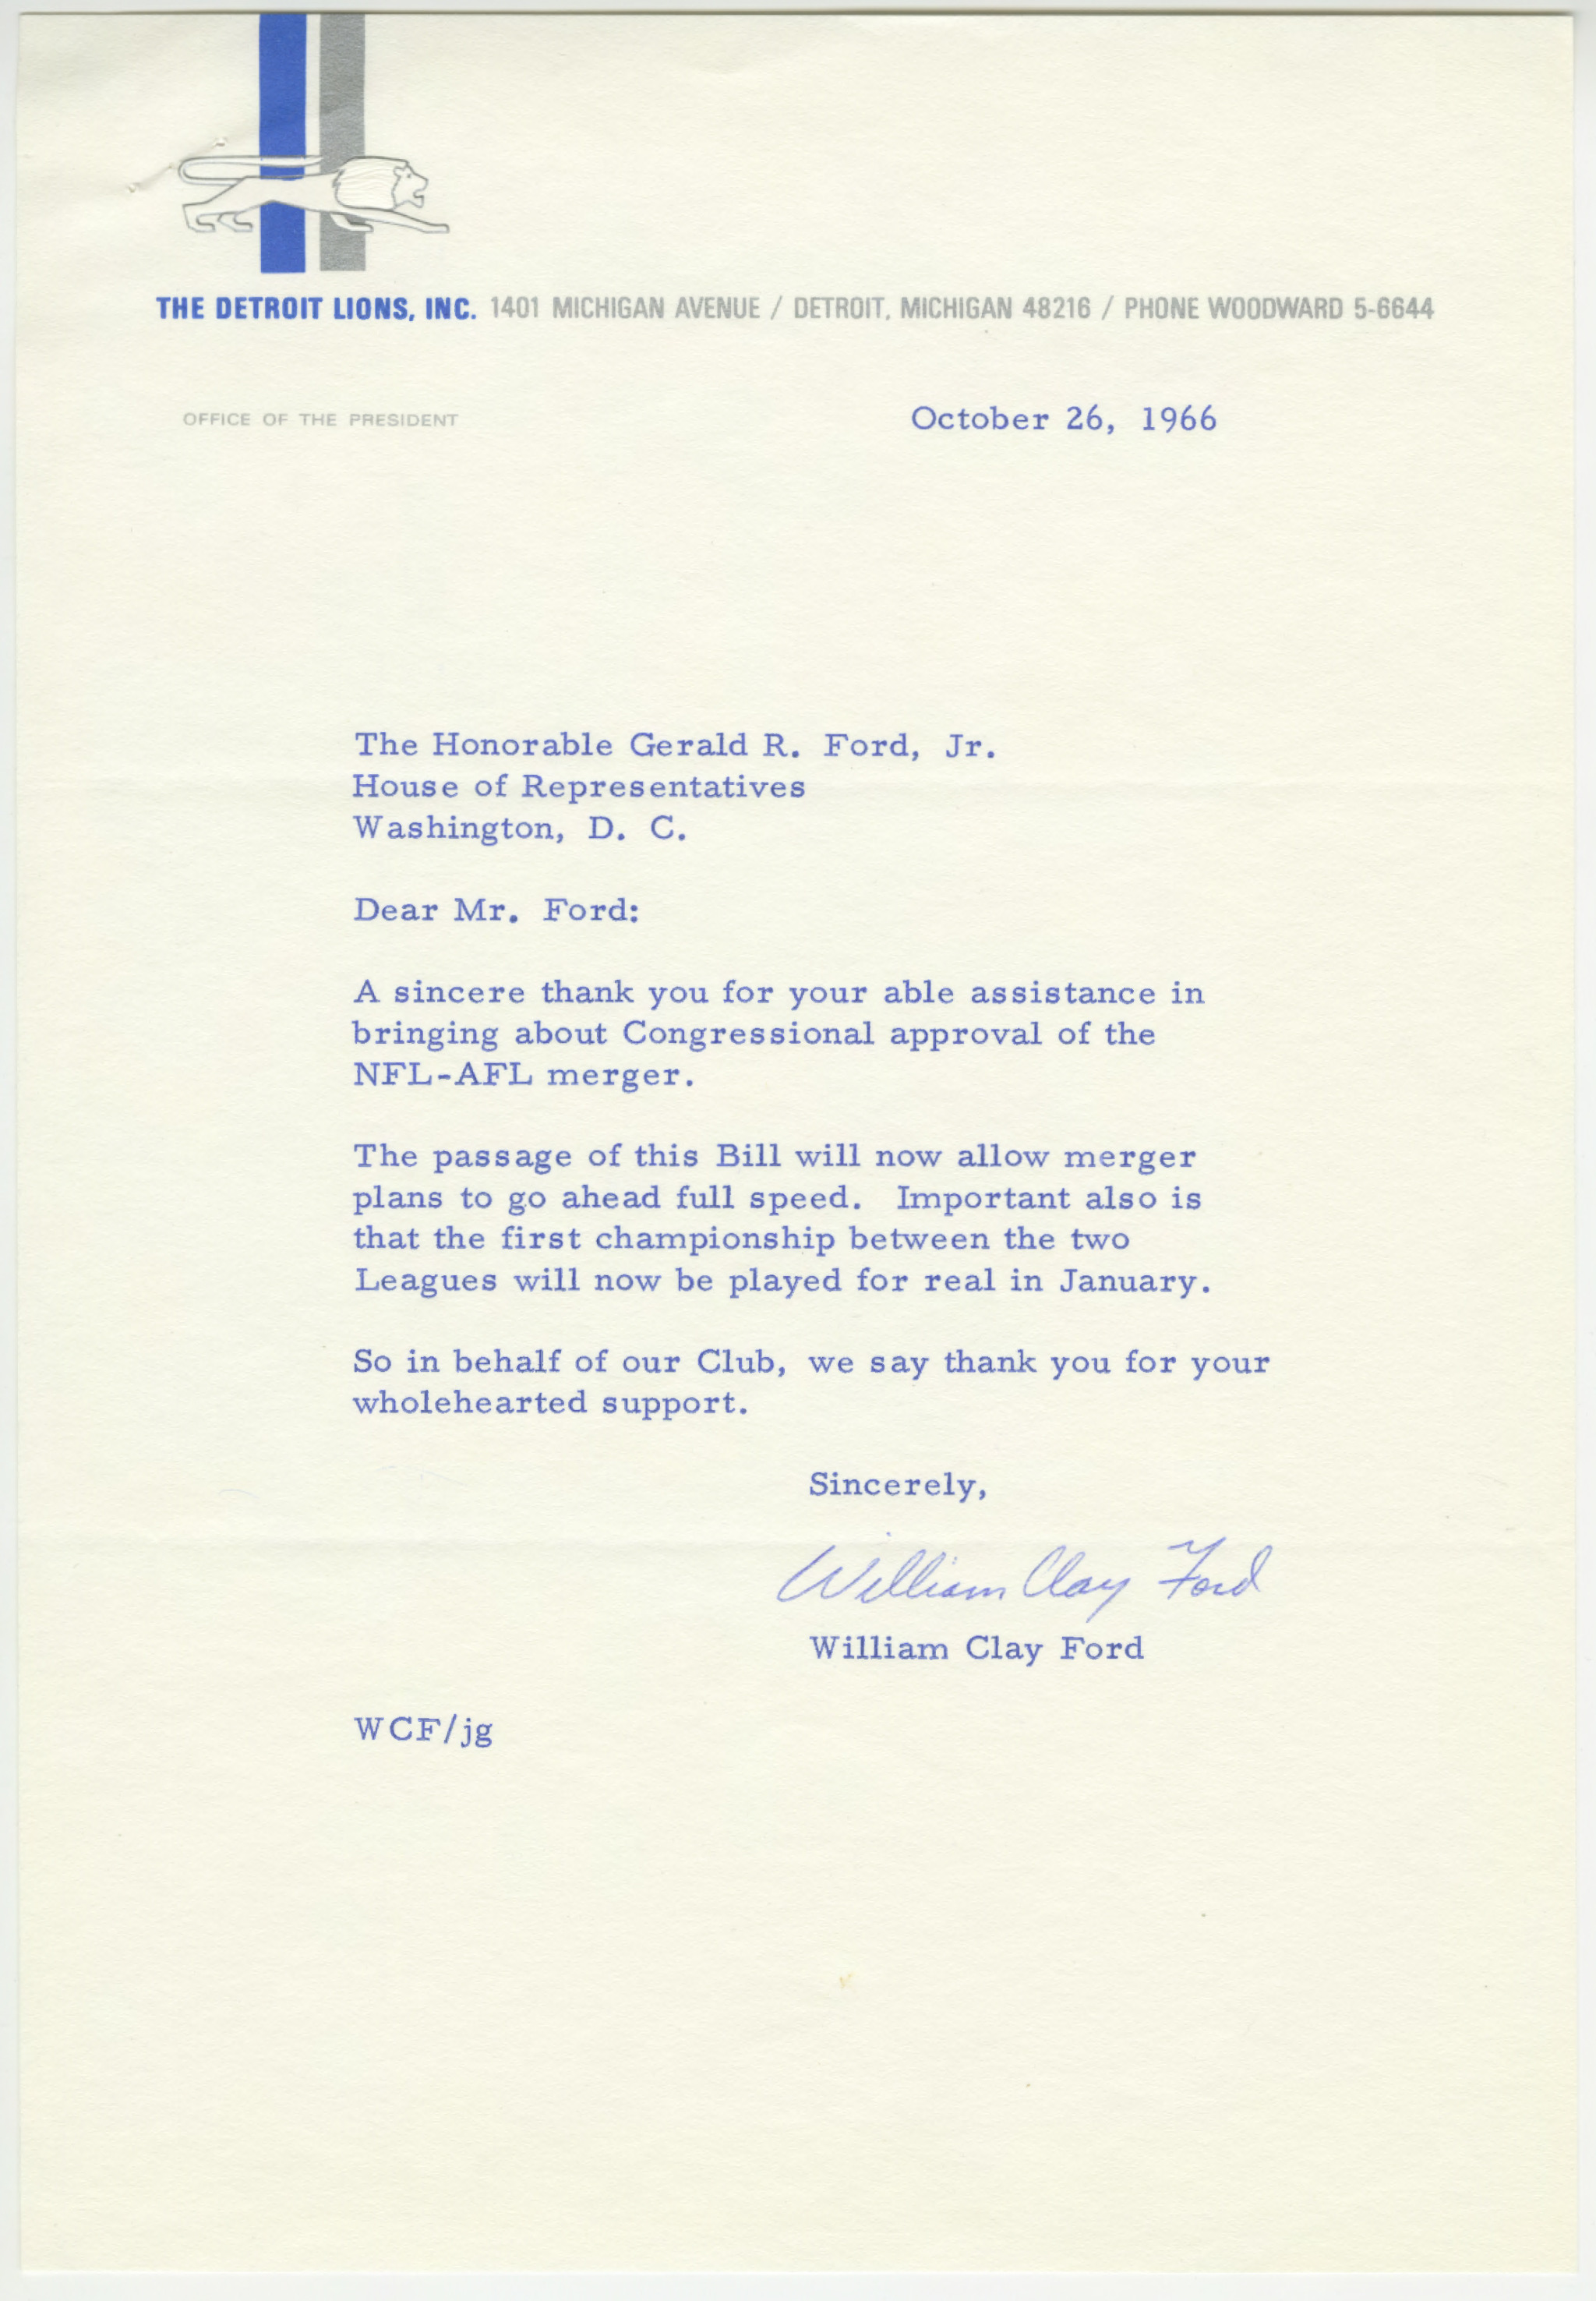 THE DETROIT LIONS, INC. 1401 MICHIGAN AVENUE / DETROIT, MICHIGAN 48216 / PHONE WOODWARD 5-6644
OFFICE OF THE PRESIDENT
October 26, 1966
The Honorable Gerald R. Ford, Jr.
House of Representatives
Washington, D. C.
Dear Mr. Ford:
A sincere thank you for your able assistance in
bringing about Congressional approval of the
NFL-AFL merger.
The passage of this Bill will now allow merger
plans to go ahead full speed. Important also is
that the first championship between the two
Leagues will now be played for real in January.
So in behalf of our Club, we say thank you for your
wholehearted support.
Sincerely,
William Clay Ford
William Clay Ford
WCF/jg